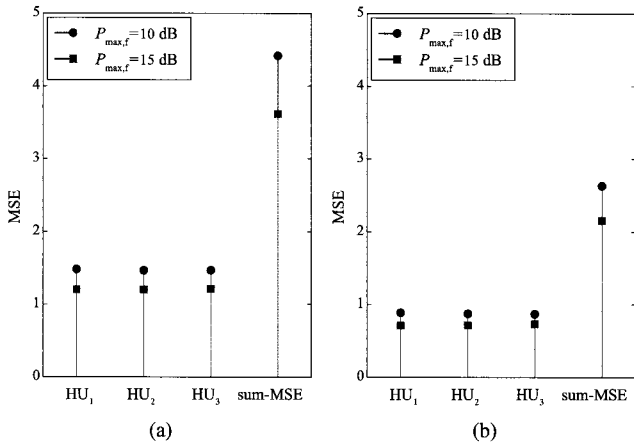 P_max,f=10 dB
P_max,f=15 dB
MSE
5
4
3
2
1
0
HU_1 HU_2 HU_3 sum-MSE
(a)
P_max,f=10 dB
P_max,f=15 dB
MSE
5
4
3
2
1
0
HU_1 HU_2 HU_3 sum-MSE
(b)